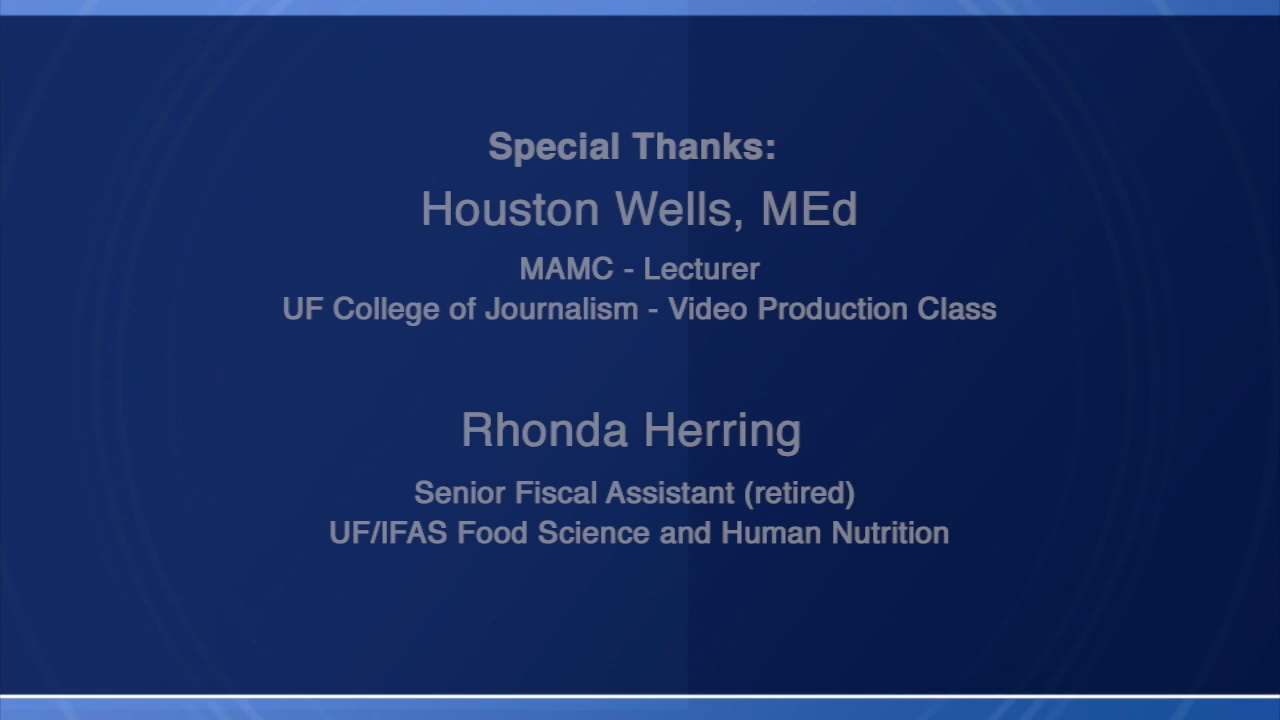 Special Thanks:
Houston Wells, MEd
MAMC - Lecturer
UF College of Journalism - Video Production Class
Rhonda Herring
Senior Fiscal Assistant (retired)
UF/IFAS Food Science and Human Nutrition